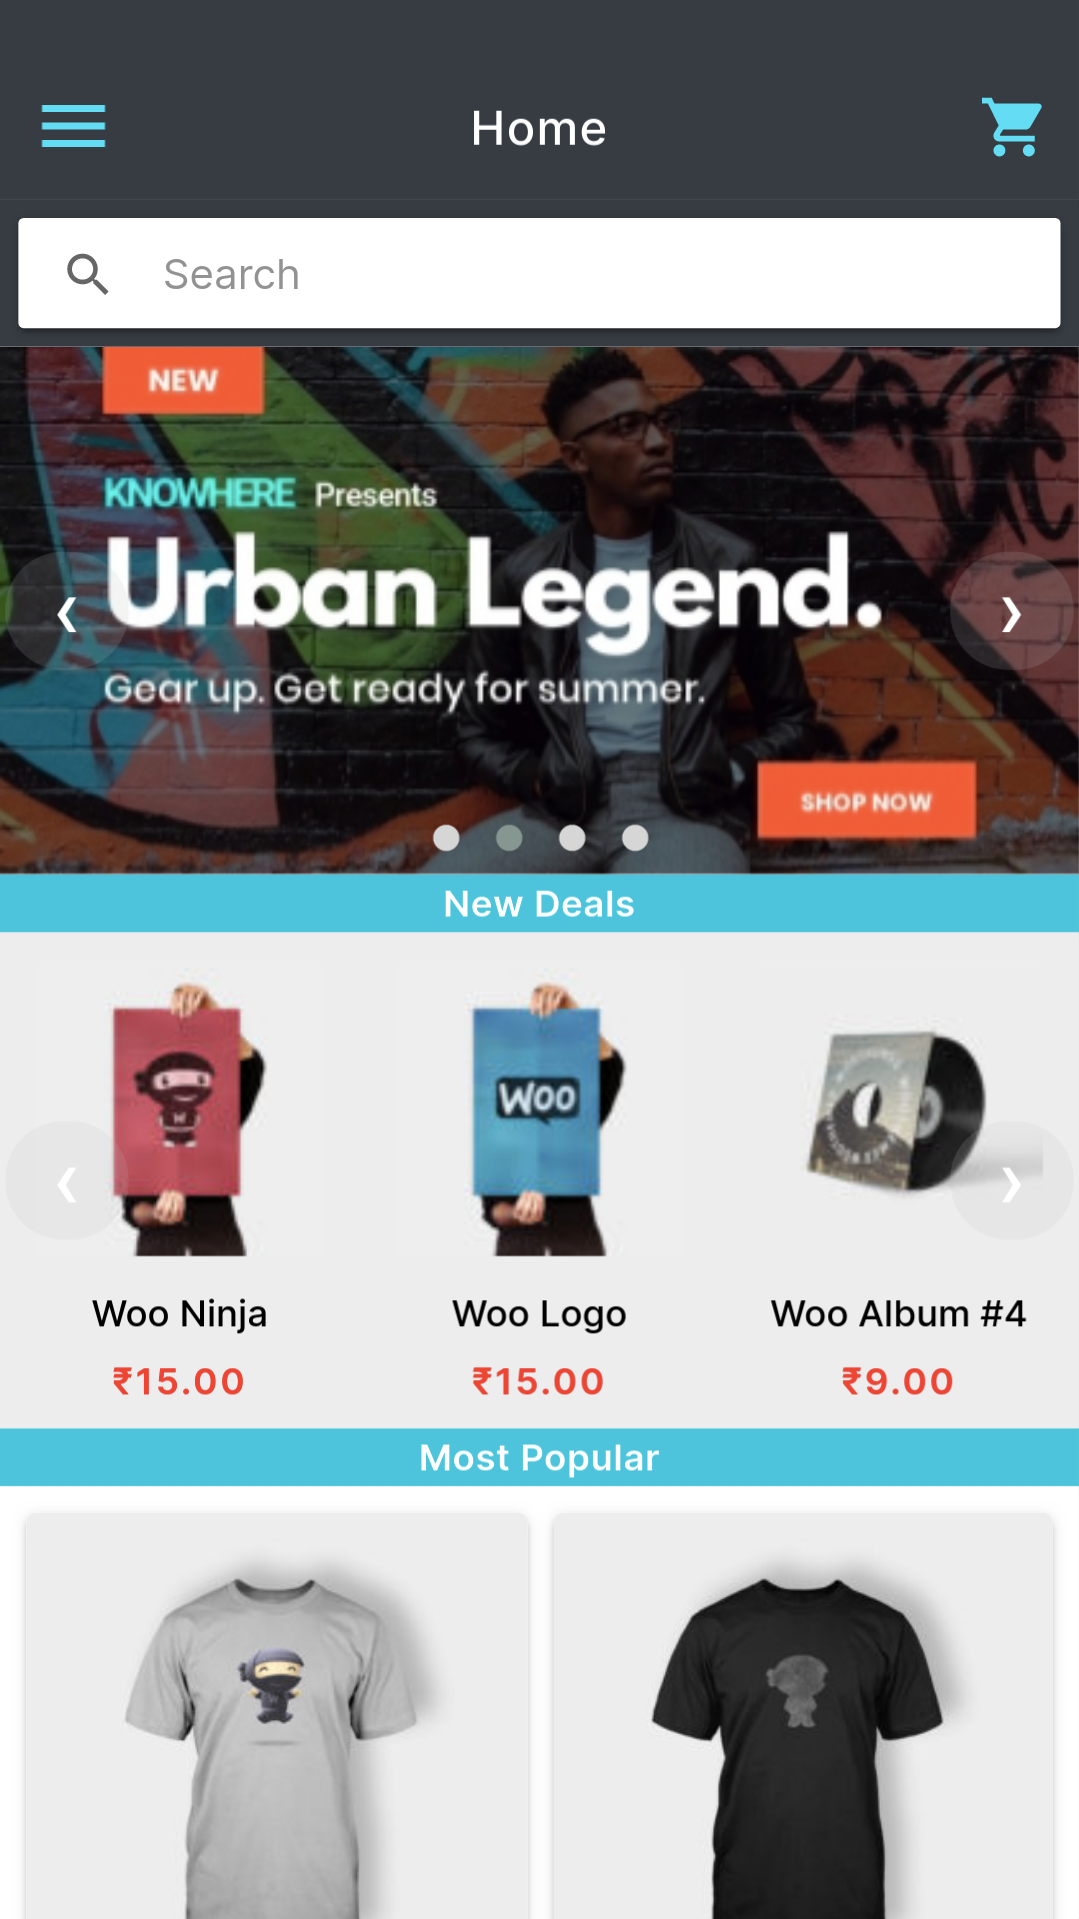 Home
Search
NEW
KNOWHERE Presents
Urban Legend.
Gear up. Get ready for summer.
SHOP NOW
New Deals
WOO
Woo Ninja
Woo Logo
Woo Album #4
₹15.00
₹15.00
₹9.00
Most Popular